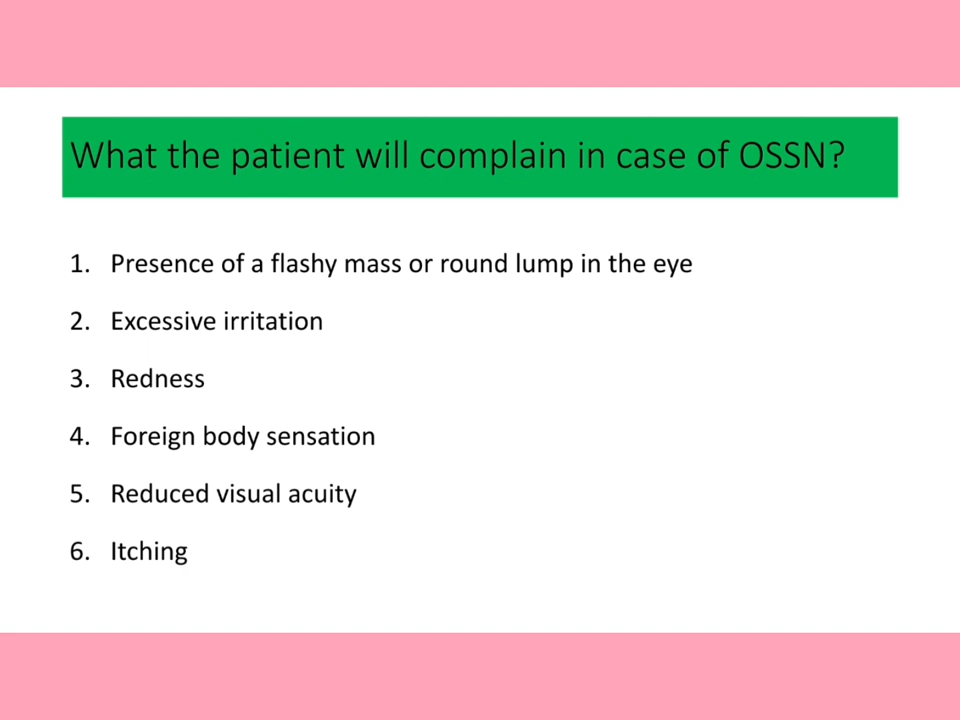 What the patient will complain in case of OSSN?
1. Presence of a flashy mass or round lump in the eye
2. Excessive irritation
3. Redness
4. Foreign body sensation
5. Reduced visual acuity
6. Itching